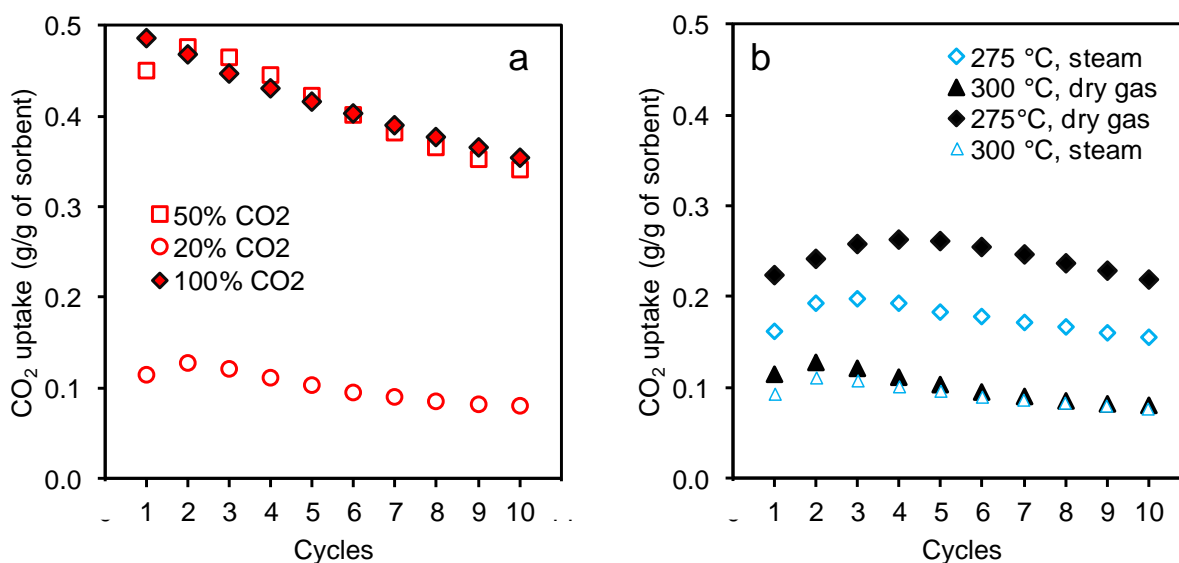 a
CO₂ uptake (g/g of sorbent)
0.5
0.4
0.3
0.2
0.1
0.0
50% CO2
20% CO2
100% CO2
1 2 3 4 5 6 7 8 9 10
Cycles
b
CO₂ uptake (g/g of sorbent)
0.5
0.4
0.3
0.2
0.1
0.0
275 °C, steam
300 °C, dry gas
275°C, dry gas
300 °C, steam
1 2 3 4 5 6 7 8 9 10
Cycles